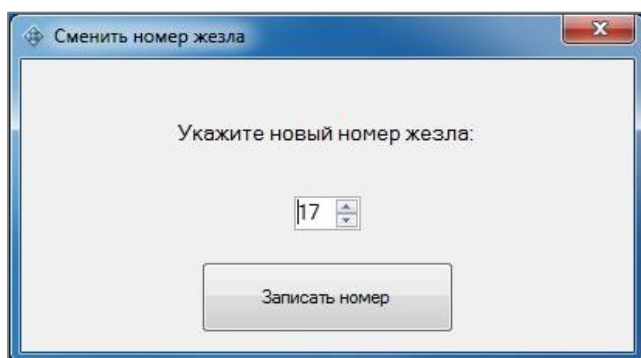 Сменить номер жезла
Укажите новый номер жезла:
17
Записать номер